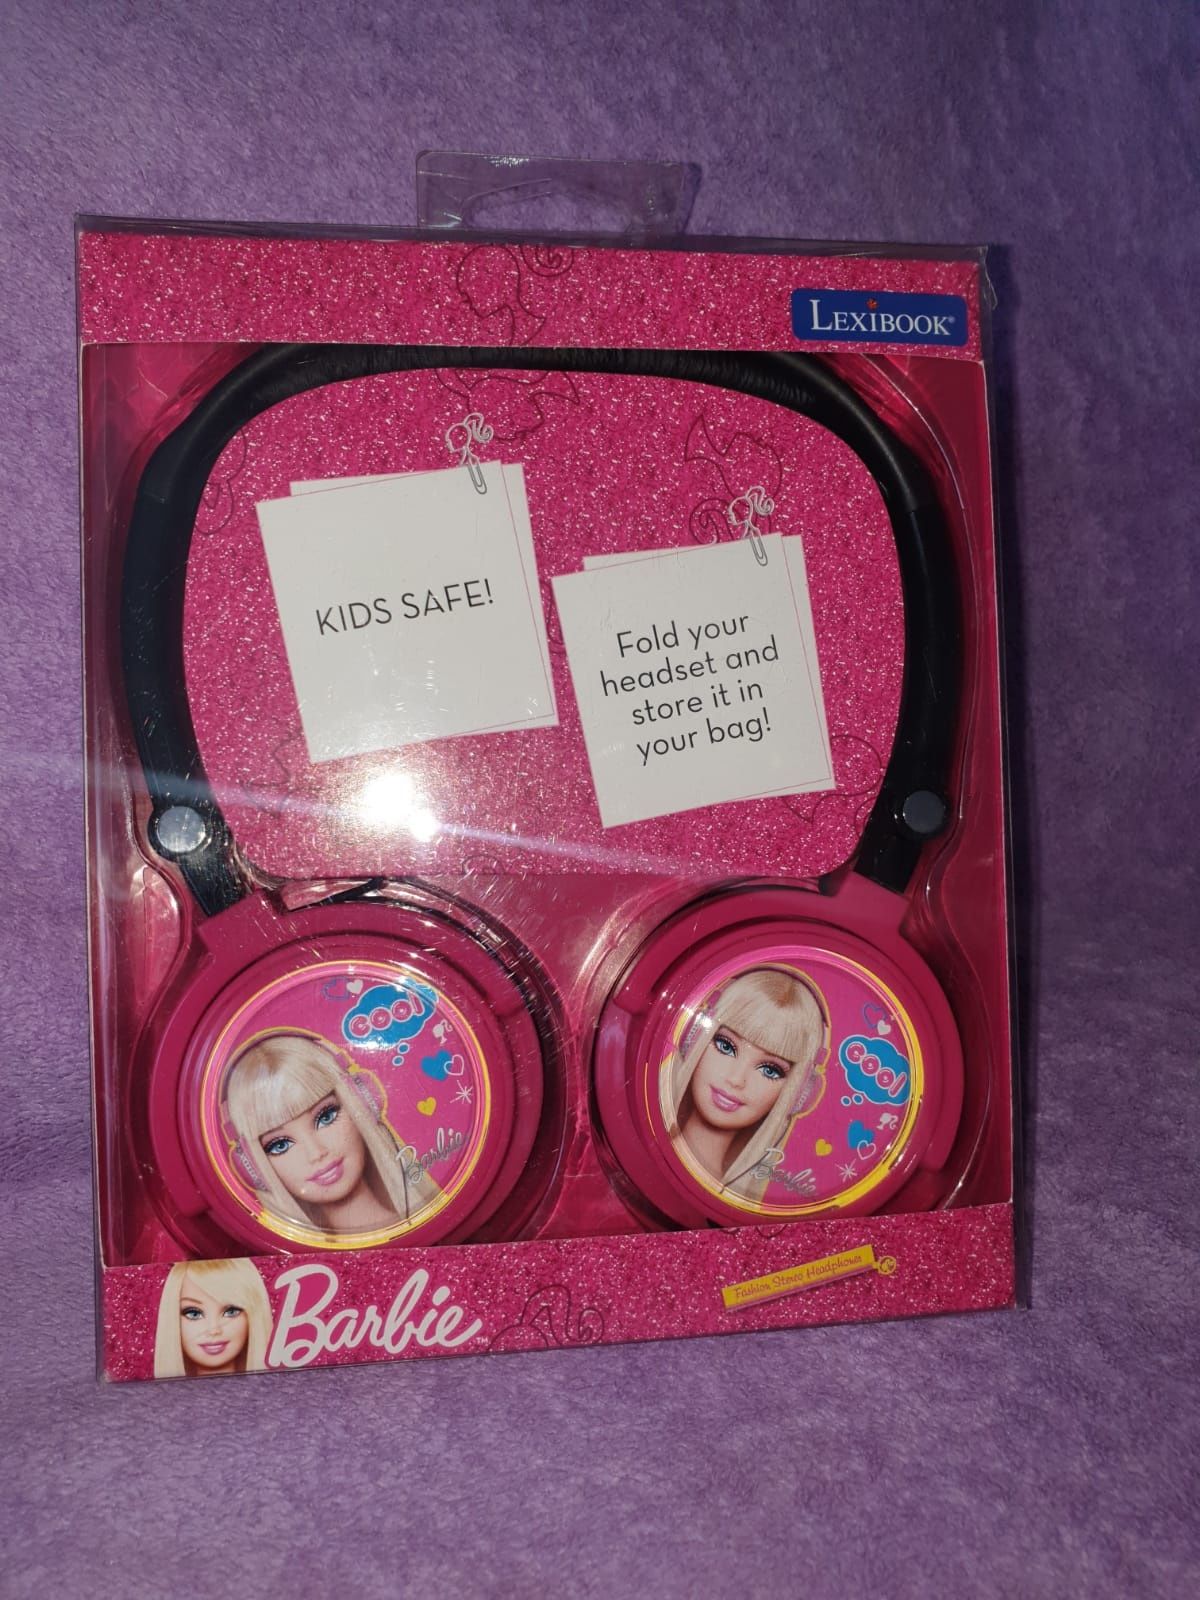 LEXIBOOK®
KIDS SAFE!
Fold your
headset and
store it in
your bag!
cool
Barbie
cool!
Barbie
Barbie™
Fashion Stereo Headphones